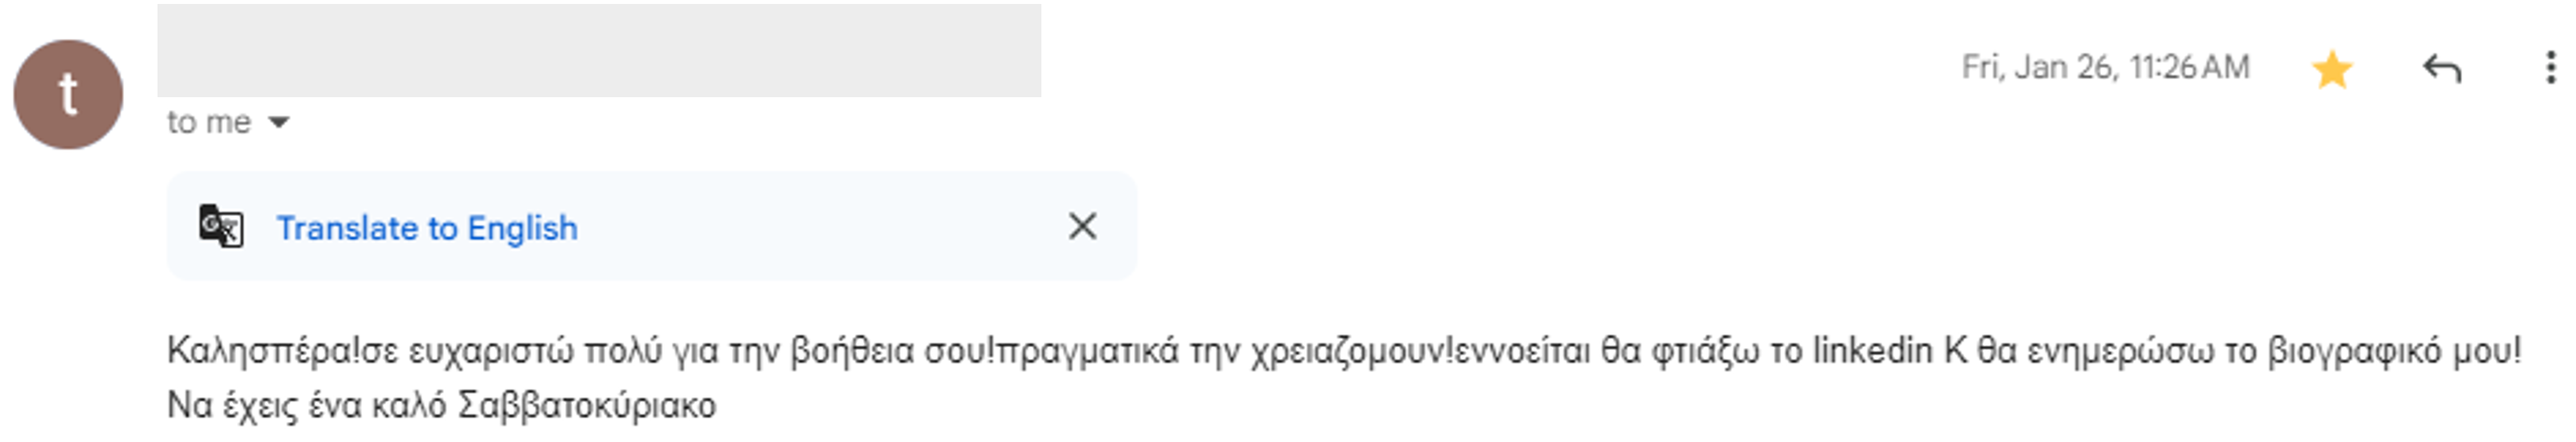 t
Fri, Jan 26, 11:26 AM
to me
Translate to English
Καλησπέρα!σε ευχαριστώ πολύ για την βοήθεια σου!πραγματικά την χρειαζομουν!εννοείται θα φτιάξω το linkedin Κ θα ενημερώσω το βιογραφικό μου!
Να έχεις ένα καλό Σαββατοκύριακο